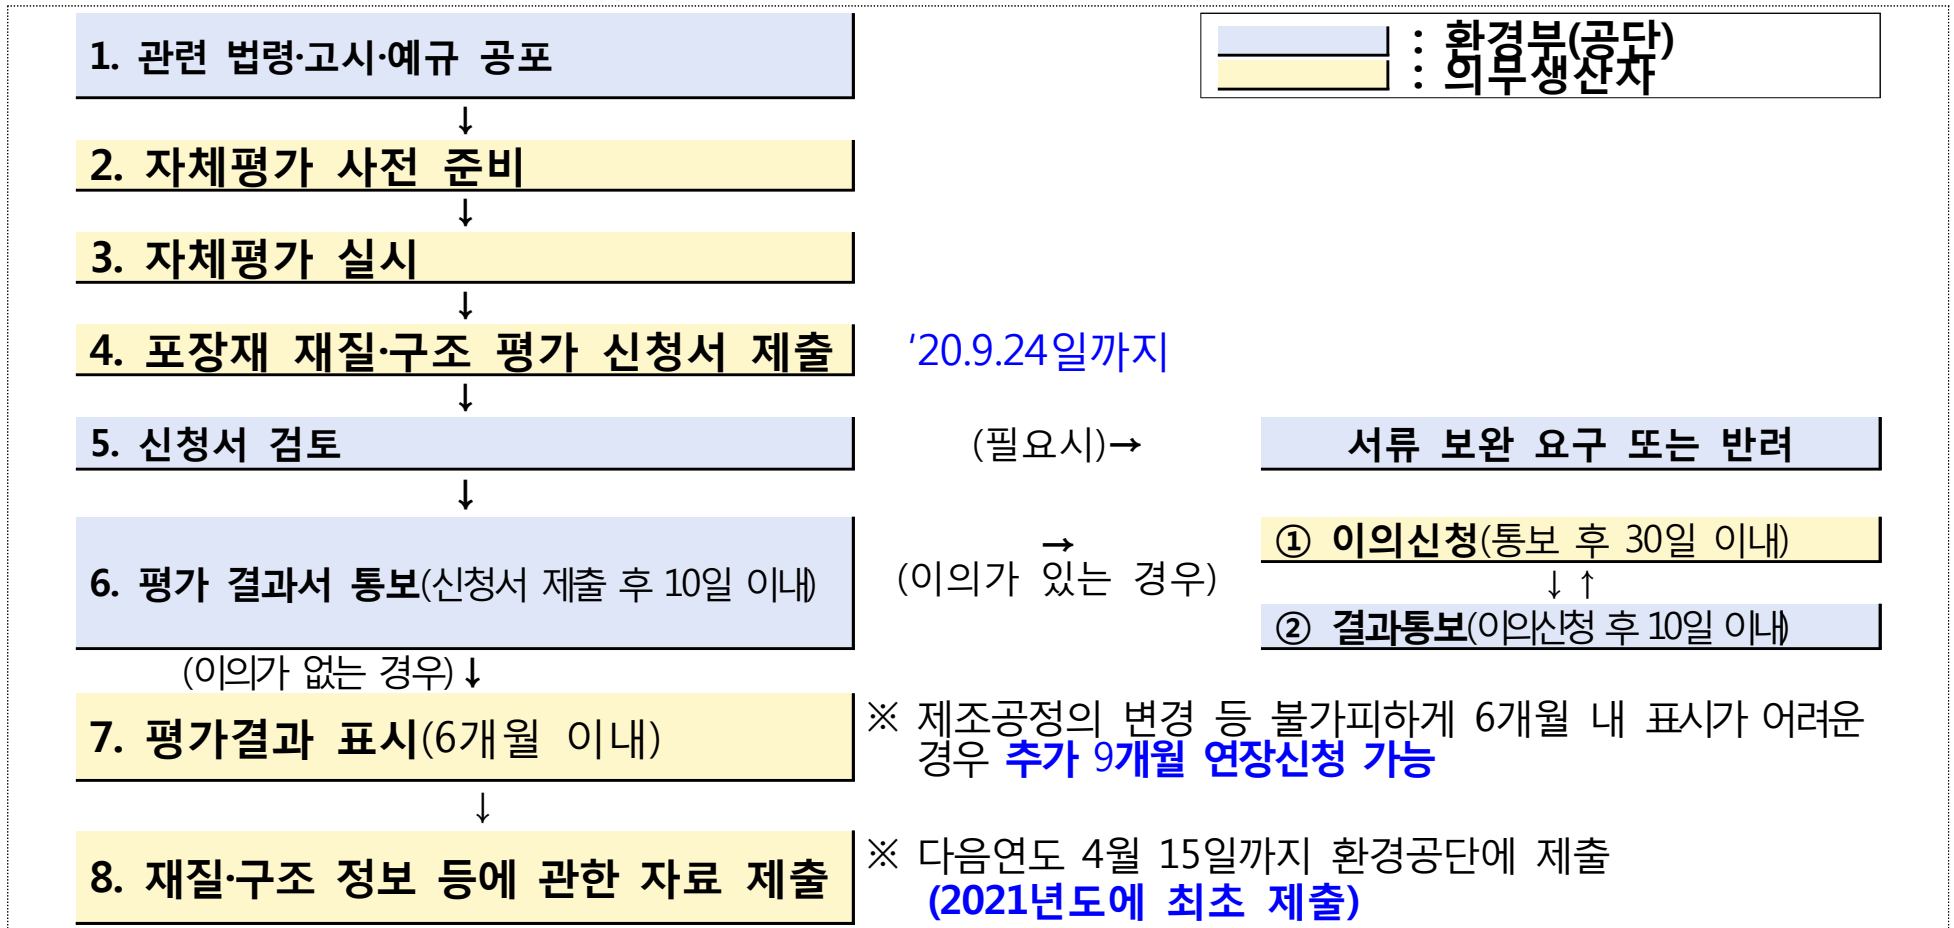 1. 관련 법령·고시·예규 공포
: 환경부(공단)
: 의무생산자
↓
2. 자체평가 사전 준비
↓
3. 자체평가 실시
↓
4. 포장재 재질·구조 평가 신청서 제출 '20.9.24일까지
↓
5. 신청서 검토 (필요시)→ 서류 보완 요구 또는 반려
↓
6. 평가 결과서 통보(신청서 제출 후 10일 이내)
→
(이의가 있는 경우)
① 이의신청(통보 후 30일 이내)
↓↑
② 결과통보(이의신청 후 10일 이내)
(이의가 없는 경우)↓
7. 평가결과 표시(6개월 이내)
※ 제조공정의 변경 등 불가피하게 6개월 내 표시가 어려운
경우 추가 9개월 연장신청 가능
↓
8. 재질·구조 정보 등에 관한 자료 제출
※ 다음연도 4월 15일까지 환경공단에 제출
(2021년도에 최초 제출)